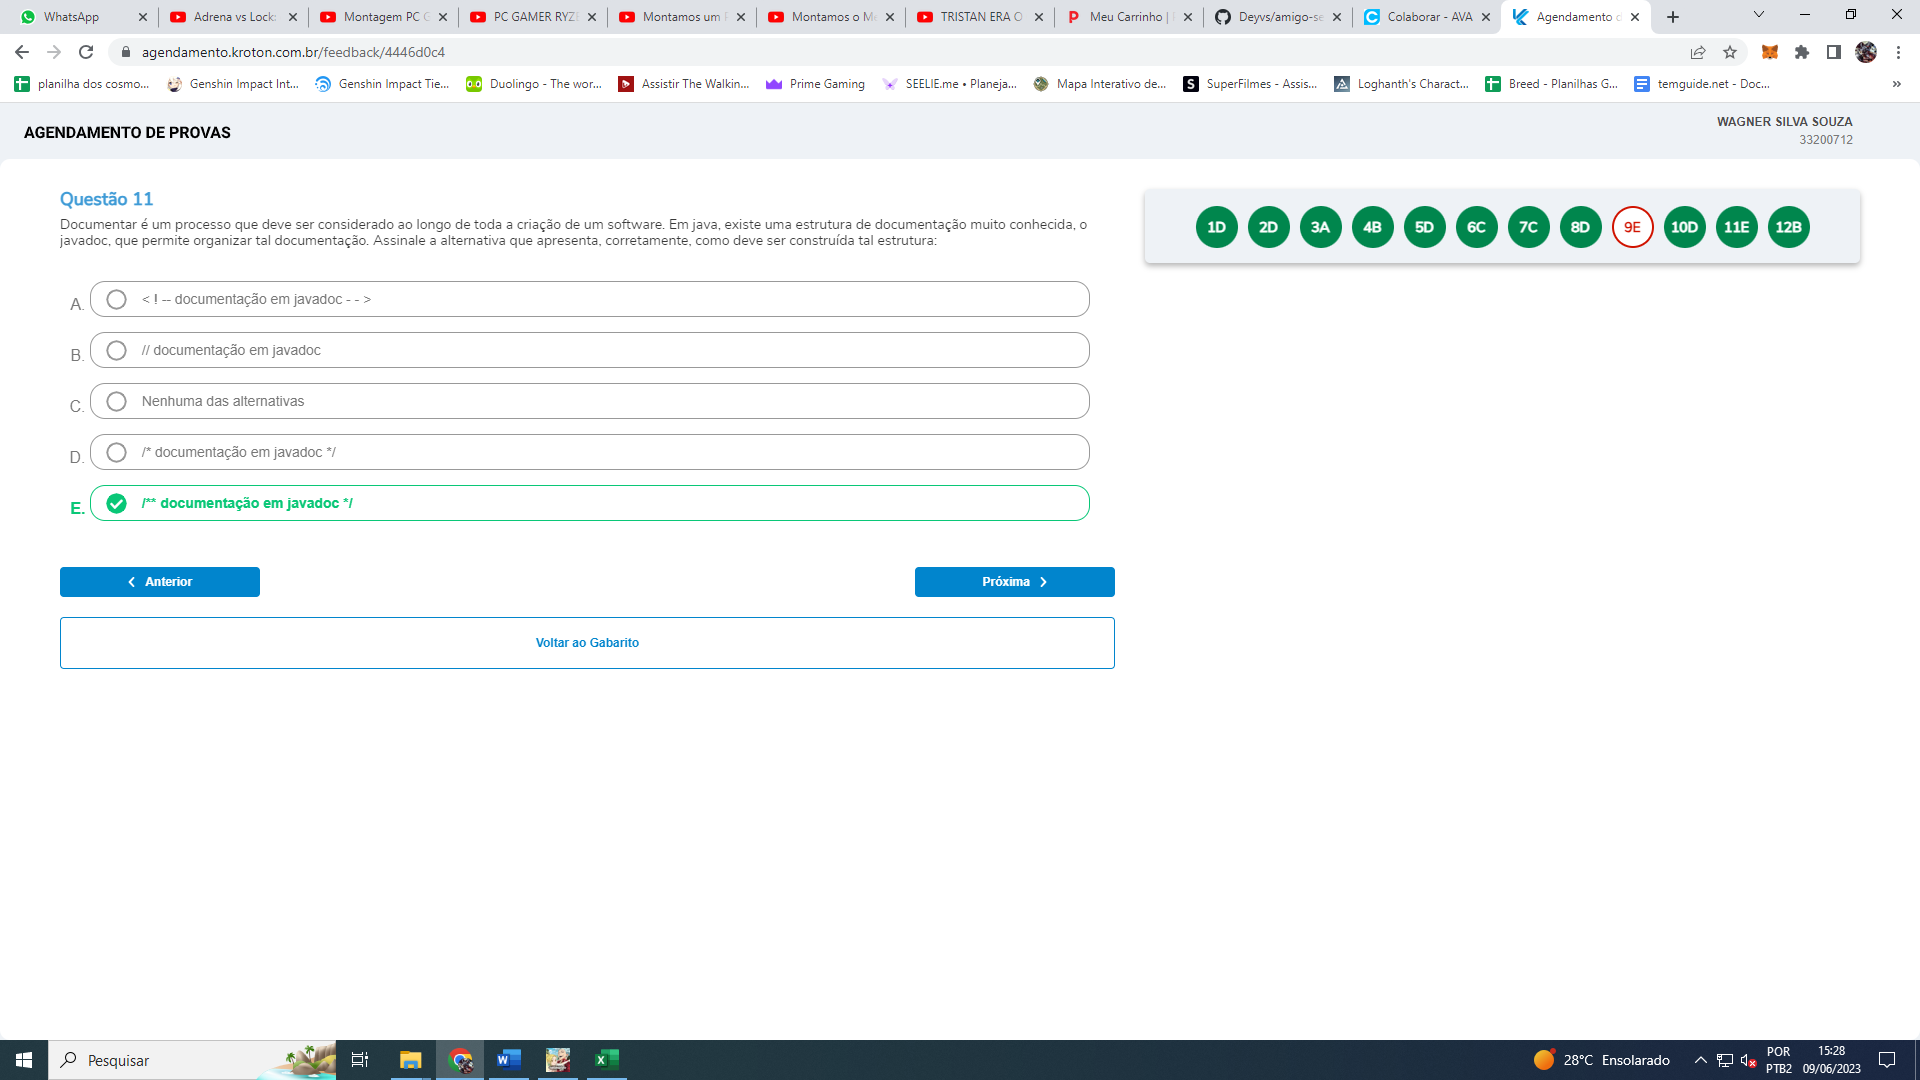 WhatsApp
Adrena vs Lock
Montagem PC G
PC GAMER RYZE
Montamos um
Montamos o Me
TRISTAN ERA O
Meu Carrinho |
Deyvs/amigo-se
Colaborar - AVA
Agendamento d
agendamento.kroton.com.br/feedback/4446d0c4
planilha dos cosmo...
Genshin Impact Int...
Genshin Impact Tie...
Duolingo - The wor...
Assistir The Walkin...
Prime Gaming
SEELIE.me • Planeja...
Mapa Interativo de...
SuperFilmes - Assis...
Loghanth's Charact...
Breed - Planilhas G...
temguide.net - Doc...
»
AGENDAMENTO DE PROVAS
WAGNER SILVA SOUZA
33200712
Questão 11
Documentar é um processo que deve ser considerado ao longo de toda a criação de um software. Em java, existe uma estrutura de documentação muito conhecida, o
javadoc, que permite organizar tal documentação. Assinale a alternativa que apresenta, corretamente, como deve ser construída tal estrutura:
A. < ! -- documentação em javadoc - - >
B. // documentação em javadoc
C. Nenhuma das alternativas
D. /* documentação em javadoc */
E. /** documentação em javadoc */
Anterior
Próxima
Voltar ao Gabarito
1D 2D 3A 4B 5D 6C 7C 8D 9E 10D 11E 12B
Pesquisar
28°C Ensolarado
POR
PTB2
15:28
09/06/2023